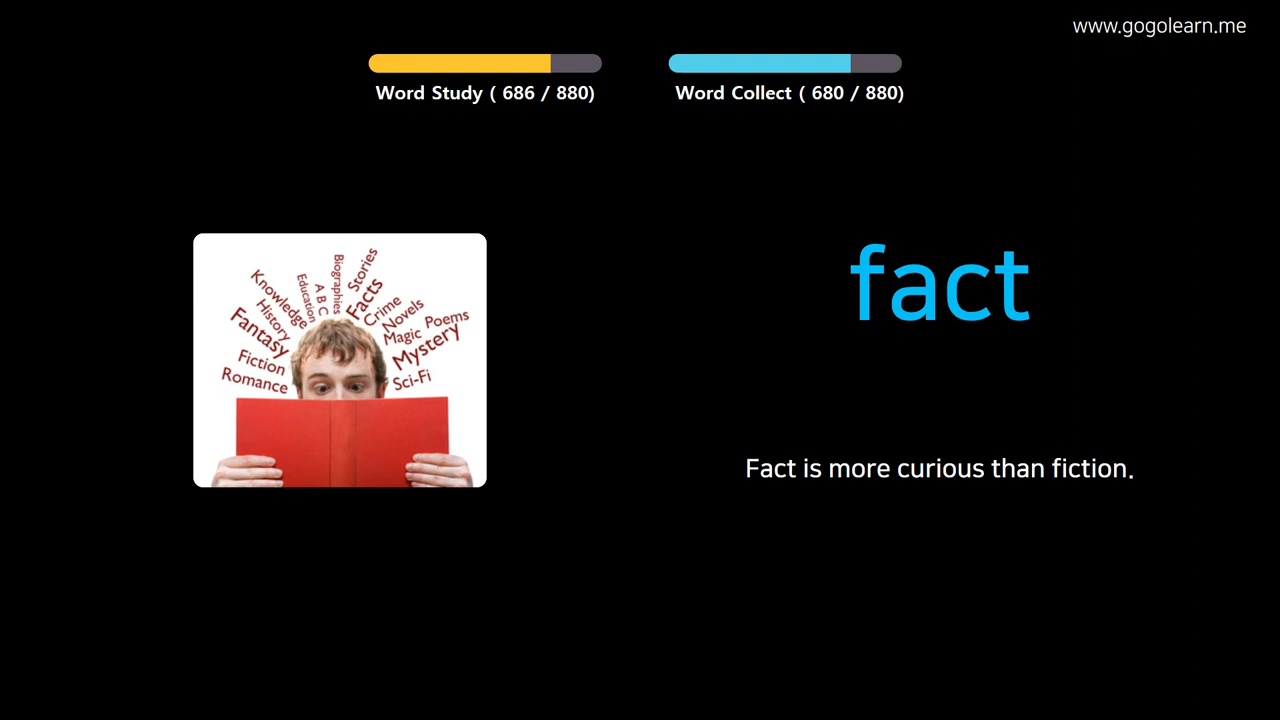 www.gogolearn.me
Word Study ( 686 / 880)
Word Collect ( 680 / 880)
Stories
Biographies
Facts
A B C
Education
Knowledge
History
Fantasy
Fiction
Romance
Crime
Novels
Magic
Poems
Mystery
Sci-Fi
fact
Fact is more curious than fiction.